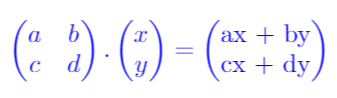 (a b) . (x) = (ax + by)
(c d)   (y)   (cx + dy)